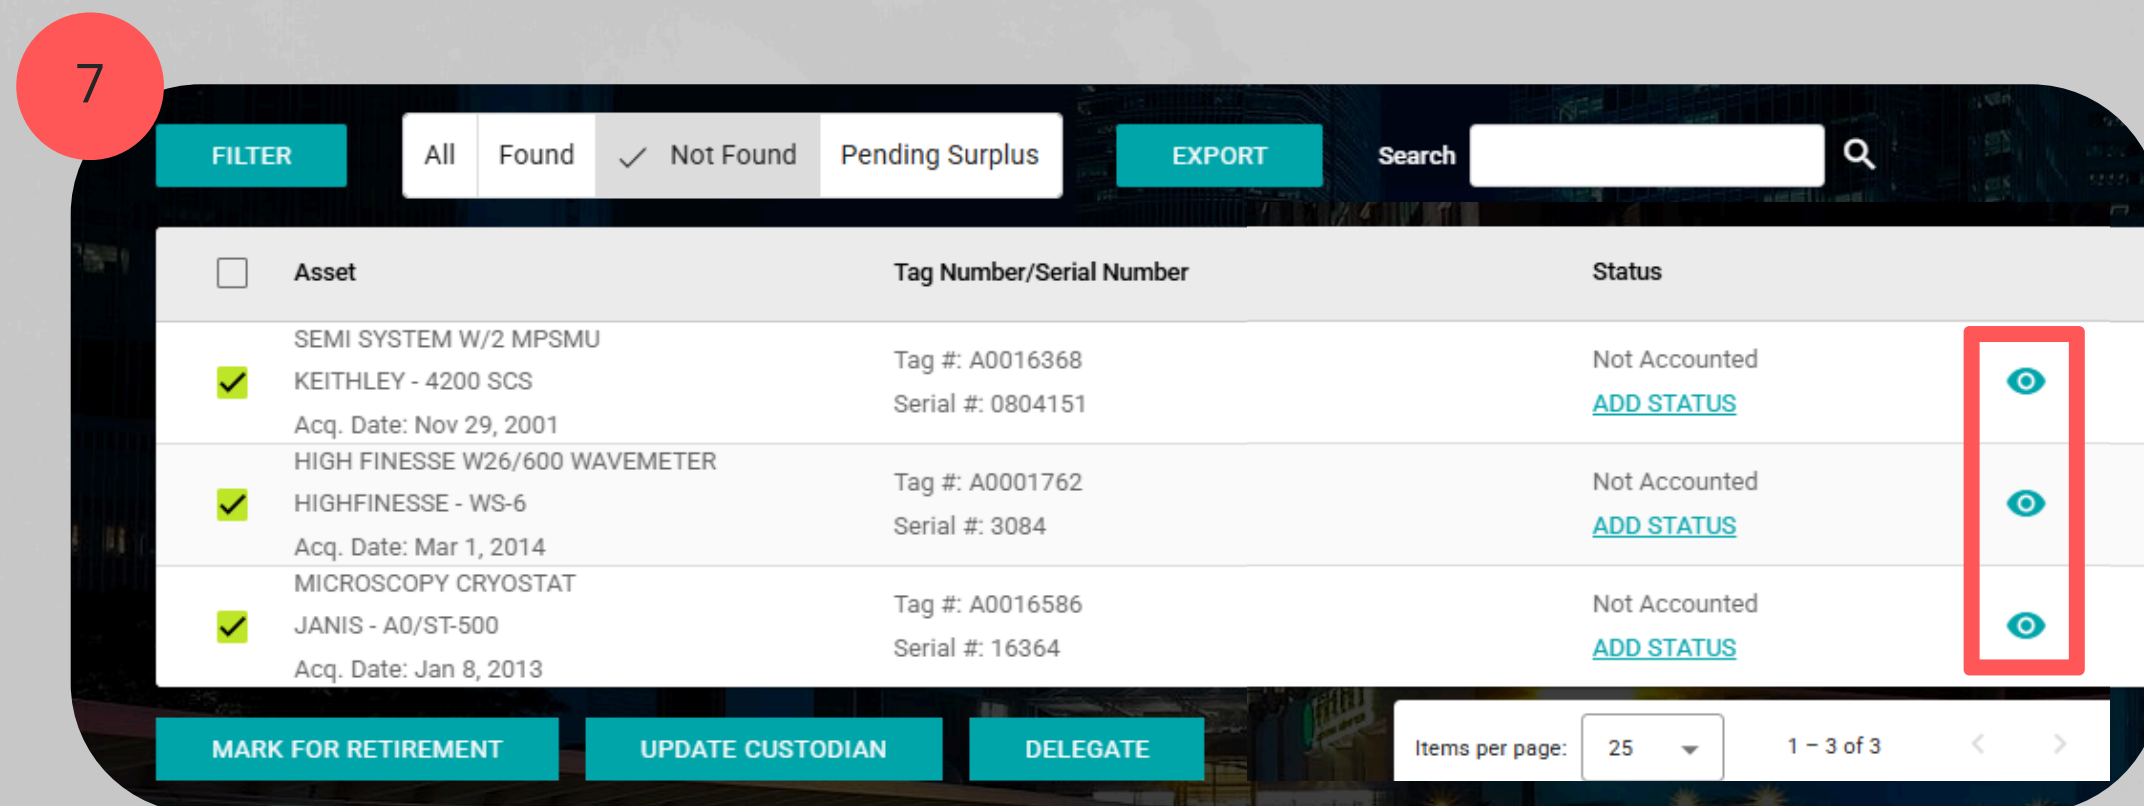 7
FILTER
All Found Not Found Pending Surplus
EXPORT
Search
Asset Tag Number/Serial Number Status
SEMI SYSTEM W/2 MPSMU
KEITHLEY - 4200 SCS
Acq. Date: Nov 29, 2001
Tag #: A0016368
Serial #: 0804151
Not Accounted
ADD STATUS
HIGH FINESSE W26/600 WAVEMETER
HIGHFINESSE - WS-6
Acq. Date: Mar 1, 2014
Tag #: A0001762
Serial #: 3084
Not Accounted
ADD STATUS
MICROSCOPY CRYOSTAT
JANIS - A0/ST-500
Acq. Date: Jan 8, 2013
Tag #: A0016586
Serial #: 16364
Not Accounted
ADD STATUS
MARK FOR RETIREMENT
UPDATE CUSTODIAN
DELEGATE
Items per page: 25 1 – 3 of 3